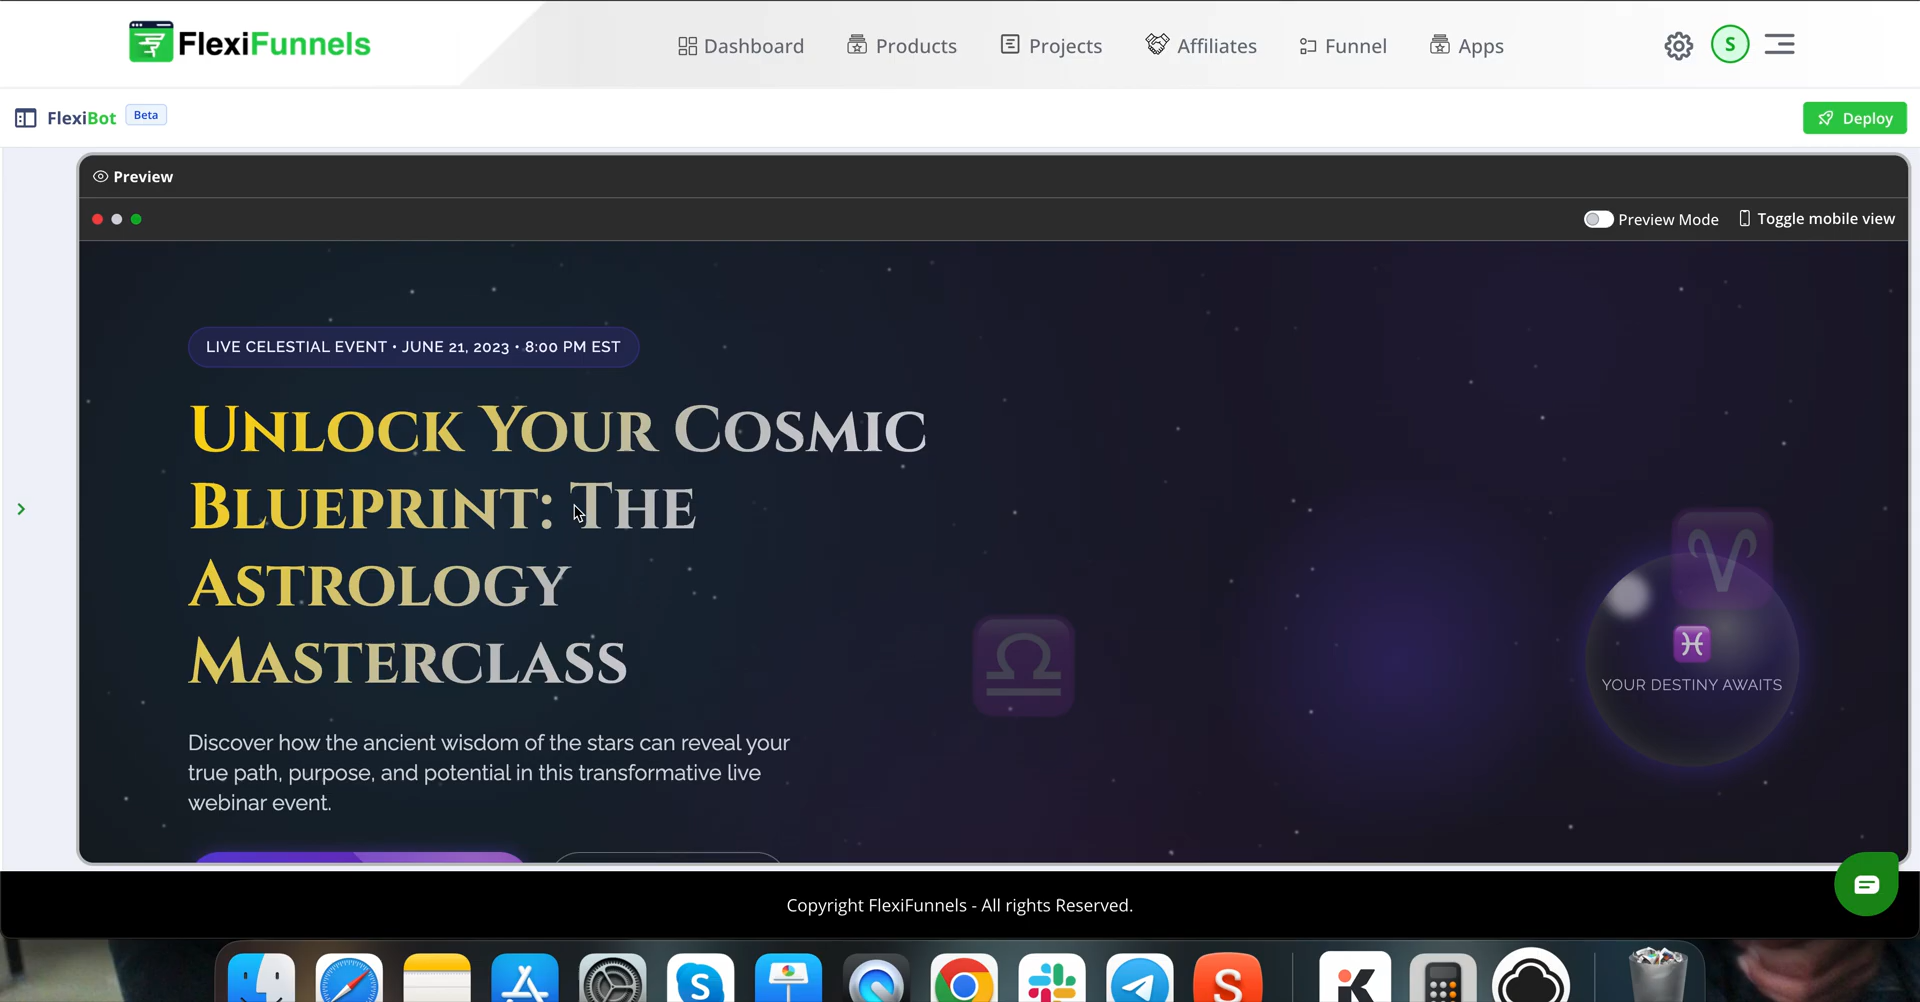 FlexiFunnels
Dashboard
Products
Projects
Affiliates
Funnel
Apps
S
FlexiBot
Beta
Deploy
Preview
Preview Mode
Toggle mobile view
LIVE CELESTIAL EVENT • JUNE 21, 2023 • 8:00 PM EST
UNLOCK YOUR COSMIC
BLUEPRINT: THE
ASTROLOGY
MASTERCLASS
YOUR DESTINY AWAITS
Discover how the ancient wisdom of the stars can reveal your
true path, purpose, and potential in this transformative live
webinar event.
Copyright FlexiFunnels - All rights Reserved.